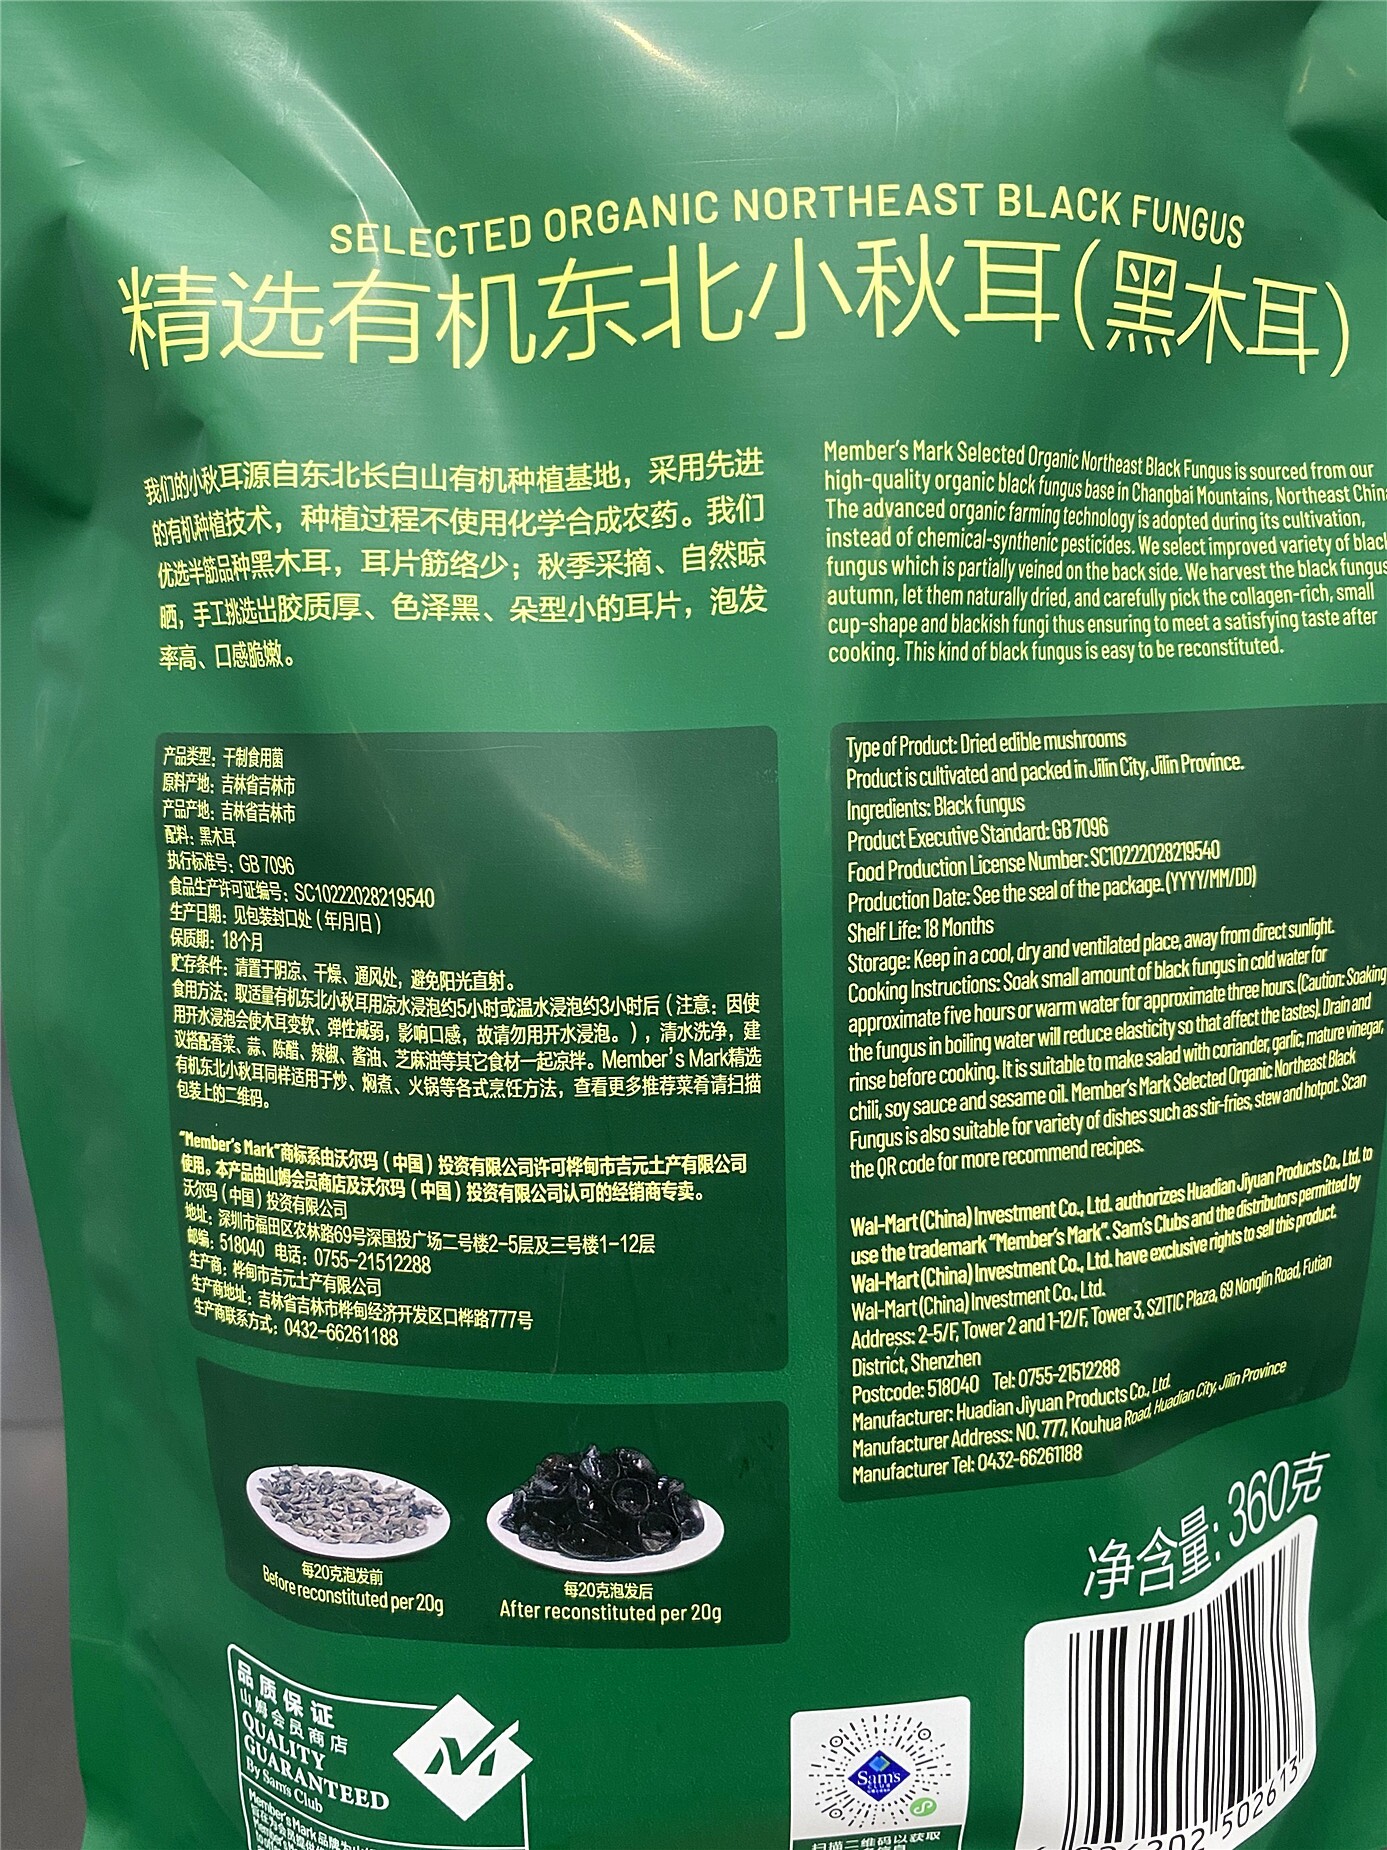 SELECTED ORGANIC NORTHEAST BLACK FUNGUS
精选有机东北小秋耳(黑木耳)
我们的小秋耳源自东北长白山有机种植基地，采用先进
的有机种植技术，种植过程不使用化学合成农药。我们
优选半筋品种黑木耳，耳片筋络少；秋季采摘、自然晾
晒，手工挑选出胶质厚、色泽黑、朵型小的耳片，泡发
率高、口感脆嫩。
Member's Mark Selected Organic Northeast Black Fungus is sourced from our
high-quality organic black fungus base in Changbai Mountains, Northeast
The advanced organic farming technology is adopted during its cultivation,
instead of chemical-synthenic pesticides. We select improved variety of
fungus which is partially veined on the back side. We harvest the black fungus
autumn, let them naturally dried, and carefully pick the collagen-rich, small
cup-shape and blackish fungi thus ensuring to meet a satisfying taste after
cooking. This kind of black fungus is easy to be reconstituted.
产品类型：干制食用菌
原料产地：吉林省吉林市
产品产地：吉林省吉林市
配料：黑木耳
执行标准号：GB 7096
食品生产许可证编号：SC10222028219540
生产日期：见包装封口处（年/月/日）
保质期：18个月
贮存条件：请置于阴凉、干燥、通风处，避免阳光直射。
食用方法：取适量有机东北小秋耳用凉水浸泡约5小时或温水浸泡约3小时后（注意：因使
用开水浸泡会使木耳变软、弹性减弱，影响口感，故请勿用开水浸泡。），清水洗净，建
议搭配香菜、蒜、陈醋、辣椒、酱油、芝麻油等其它食材一起凉拌。Member's Mark精选
有机东北小秋耳同样适用于炒、焖煮、火锅等各式烹饪方法，查看更多推荐菜肴请扫描
包装上的二维码。
"Member's Mark"商标系由沃尔玛（中国）投资有限公司许可桦甸市吉元土产有限公司
使用。本产品由山姆会员商店及沃尔玛（中国）投资有限公司认可的经销商专卖。
沃尔玛（中国）投资有限公司
地址：深圳市福田区农林路69号深国投广场二号楼2-5层及三号楼1-12层
邮编：518040 电话：0755-21512288
生产商：桦甸市吉元土产有限公司
生产商地址：吉林省吉林市桦甸经济开发区口桦路777号
生产商联系方式：0432-66261188
Type of Product: Dried edible mushrooms
Product is cultivated and packed in Jilin City, Jilin Province.
Ingredients: Black fungus
Product Executive Standard: GB 7096
Food Production License Number: SC10222028219540
Production Date: See the seal of the package. (YYYY/MM/DD)
Shelf Life: 18 Months
Storage: Keep in a cool, dry and ventilated place, away from direct sunlight.
Cooking Instructions: Soak small amount of black fungus in cold water for
approximate five hours or warm water for approximate three hours. (Caution: Soaking
the fungus in boiling water will reduce elasticity so that affect the tastes). Drain and
rinse before cooking. It is suitable to make salad with coriander, garlic, mature vinegar,
chili, soy sauce and sesame oil. Member's Mark Selected Organic Northeast Black
Fungus is also suitable for variety of dishes such as stir-fries, stew and hotpot. Scan
the QR code for more recommend recipes.
Wal-Mart (China) Investment Co., Ltd. authorizes Huadian Jiyuan Products Co., Ltd. to
use the trademark "Member's Mark". Sam's Clubs and the distributors permitted by
Wal-Mart (China) Investment Co., Ltd. have exclusive rights to sell this product.
Wal-Mart (China) Investment Co., Ltd.
Address: 2-5/F, Tower 2 and 1-12/F, Tower 3, SZITIC Plaza, 69 Nonglin Road, Futian
District, Shenzhen
Postcode: 518040 Tel: 0755-21512288
Manufacturer: Huadian Jiyuan Products Co., Ltd.
Manufacturer Address: NO. 777, Kouhua Road, Huadian City, Jilin Province
Manufacturer Tel: 0432-66261188
每20克泡发前
Before reconstituted per 20g
每20克泡发后
After reconstituted per 20g
净含量：360克
品质保证
山姆会员商店
QUALITY
GUARANTEED
By Sam's Club
Member's Mark 品牌为
Sam's
扫描二维码以获取
502613